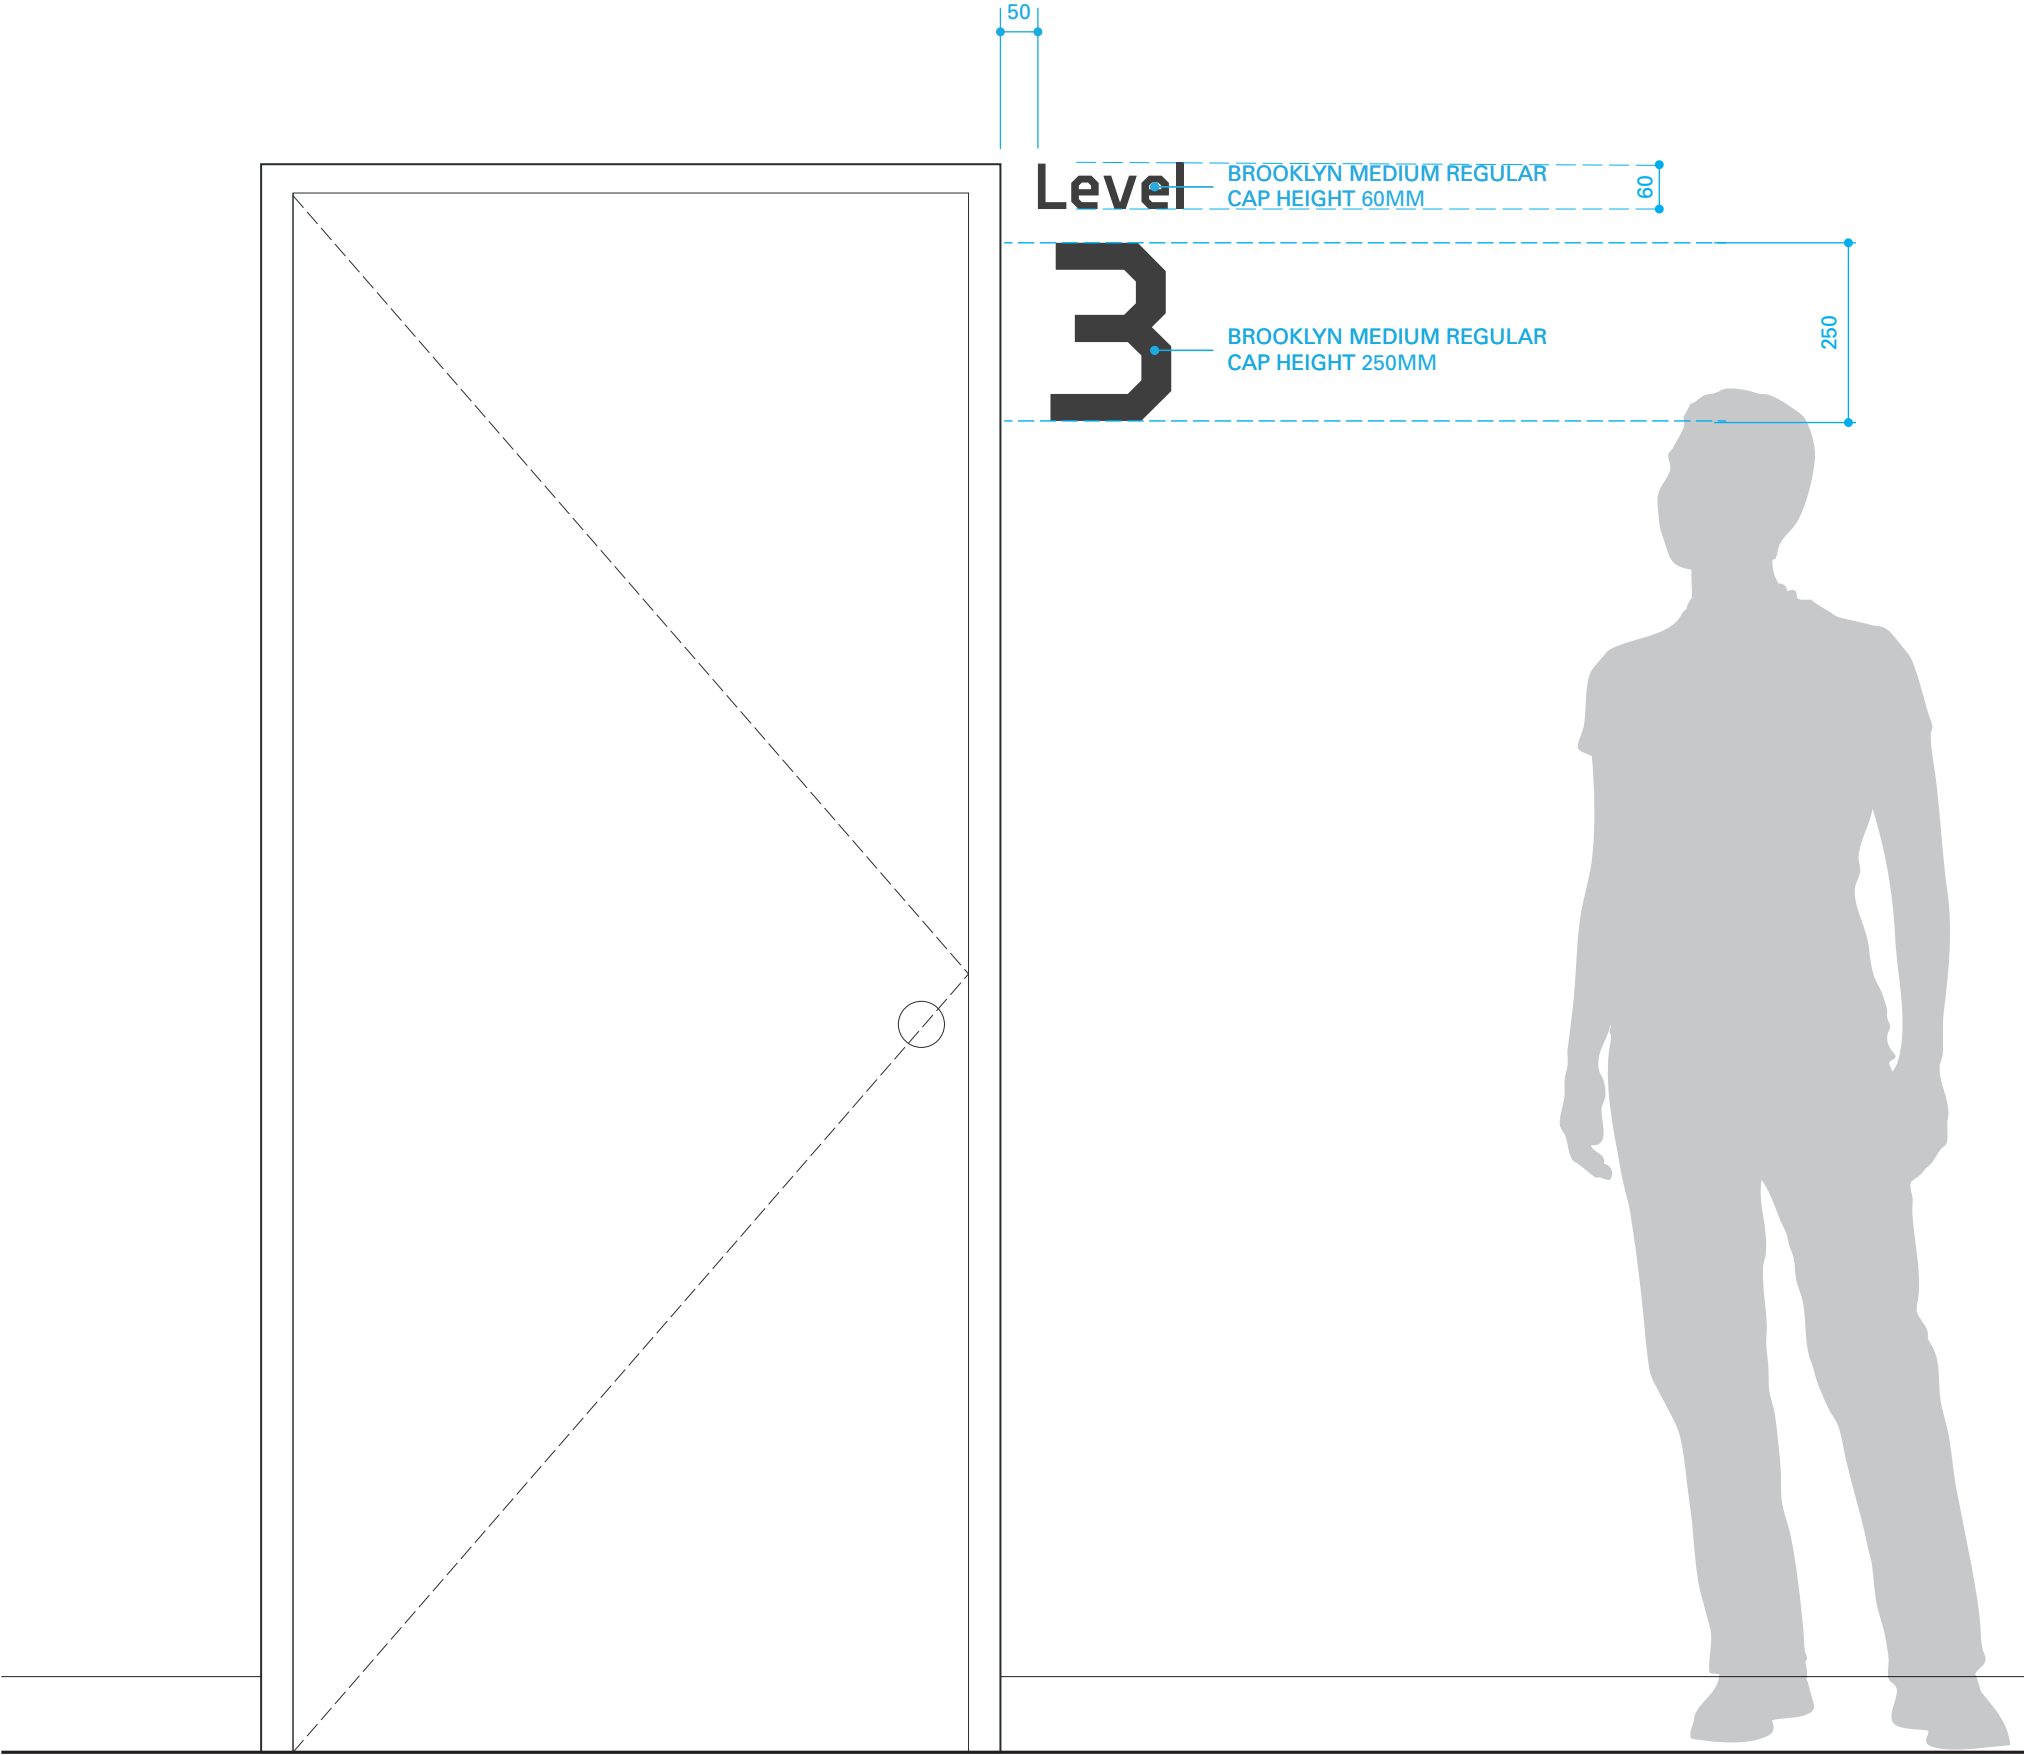 50
Level
BROOKLYN MEDIUM REGULAR
CAP HEIGHT 60MM
60
3
BROOKLYN MEDIUM REGULAR
CAP HEIGHT 250MM
250